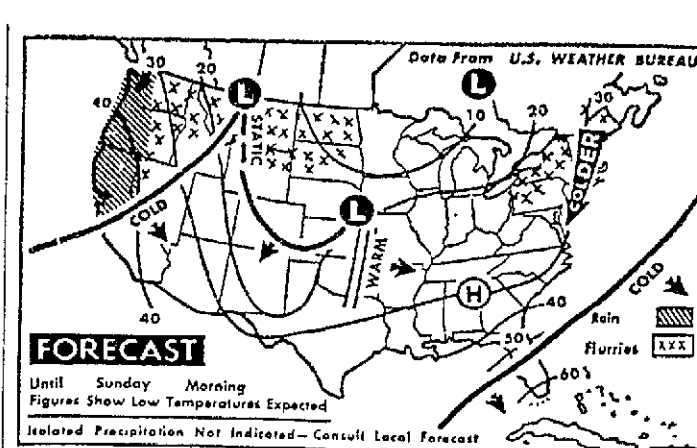 Data From U.S. WEATHER BUREAU
30
20
40
L
L
10
20
30
STATIC
COLDER
COLD
L
WARM
H
COLD
40
40
50
60
Rain
Flurries
XXX
FORECAST
Until Sunday Morning
Figures Show Low Temperatures Expected
Isolated Precipitation Not Indicated— Consult Local Forecast